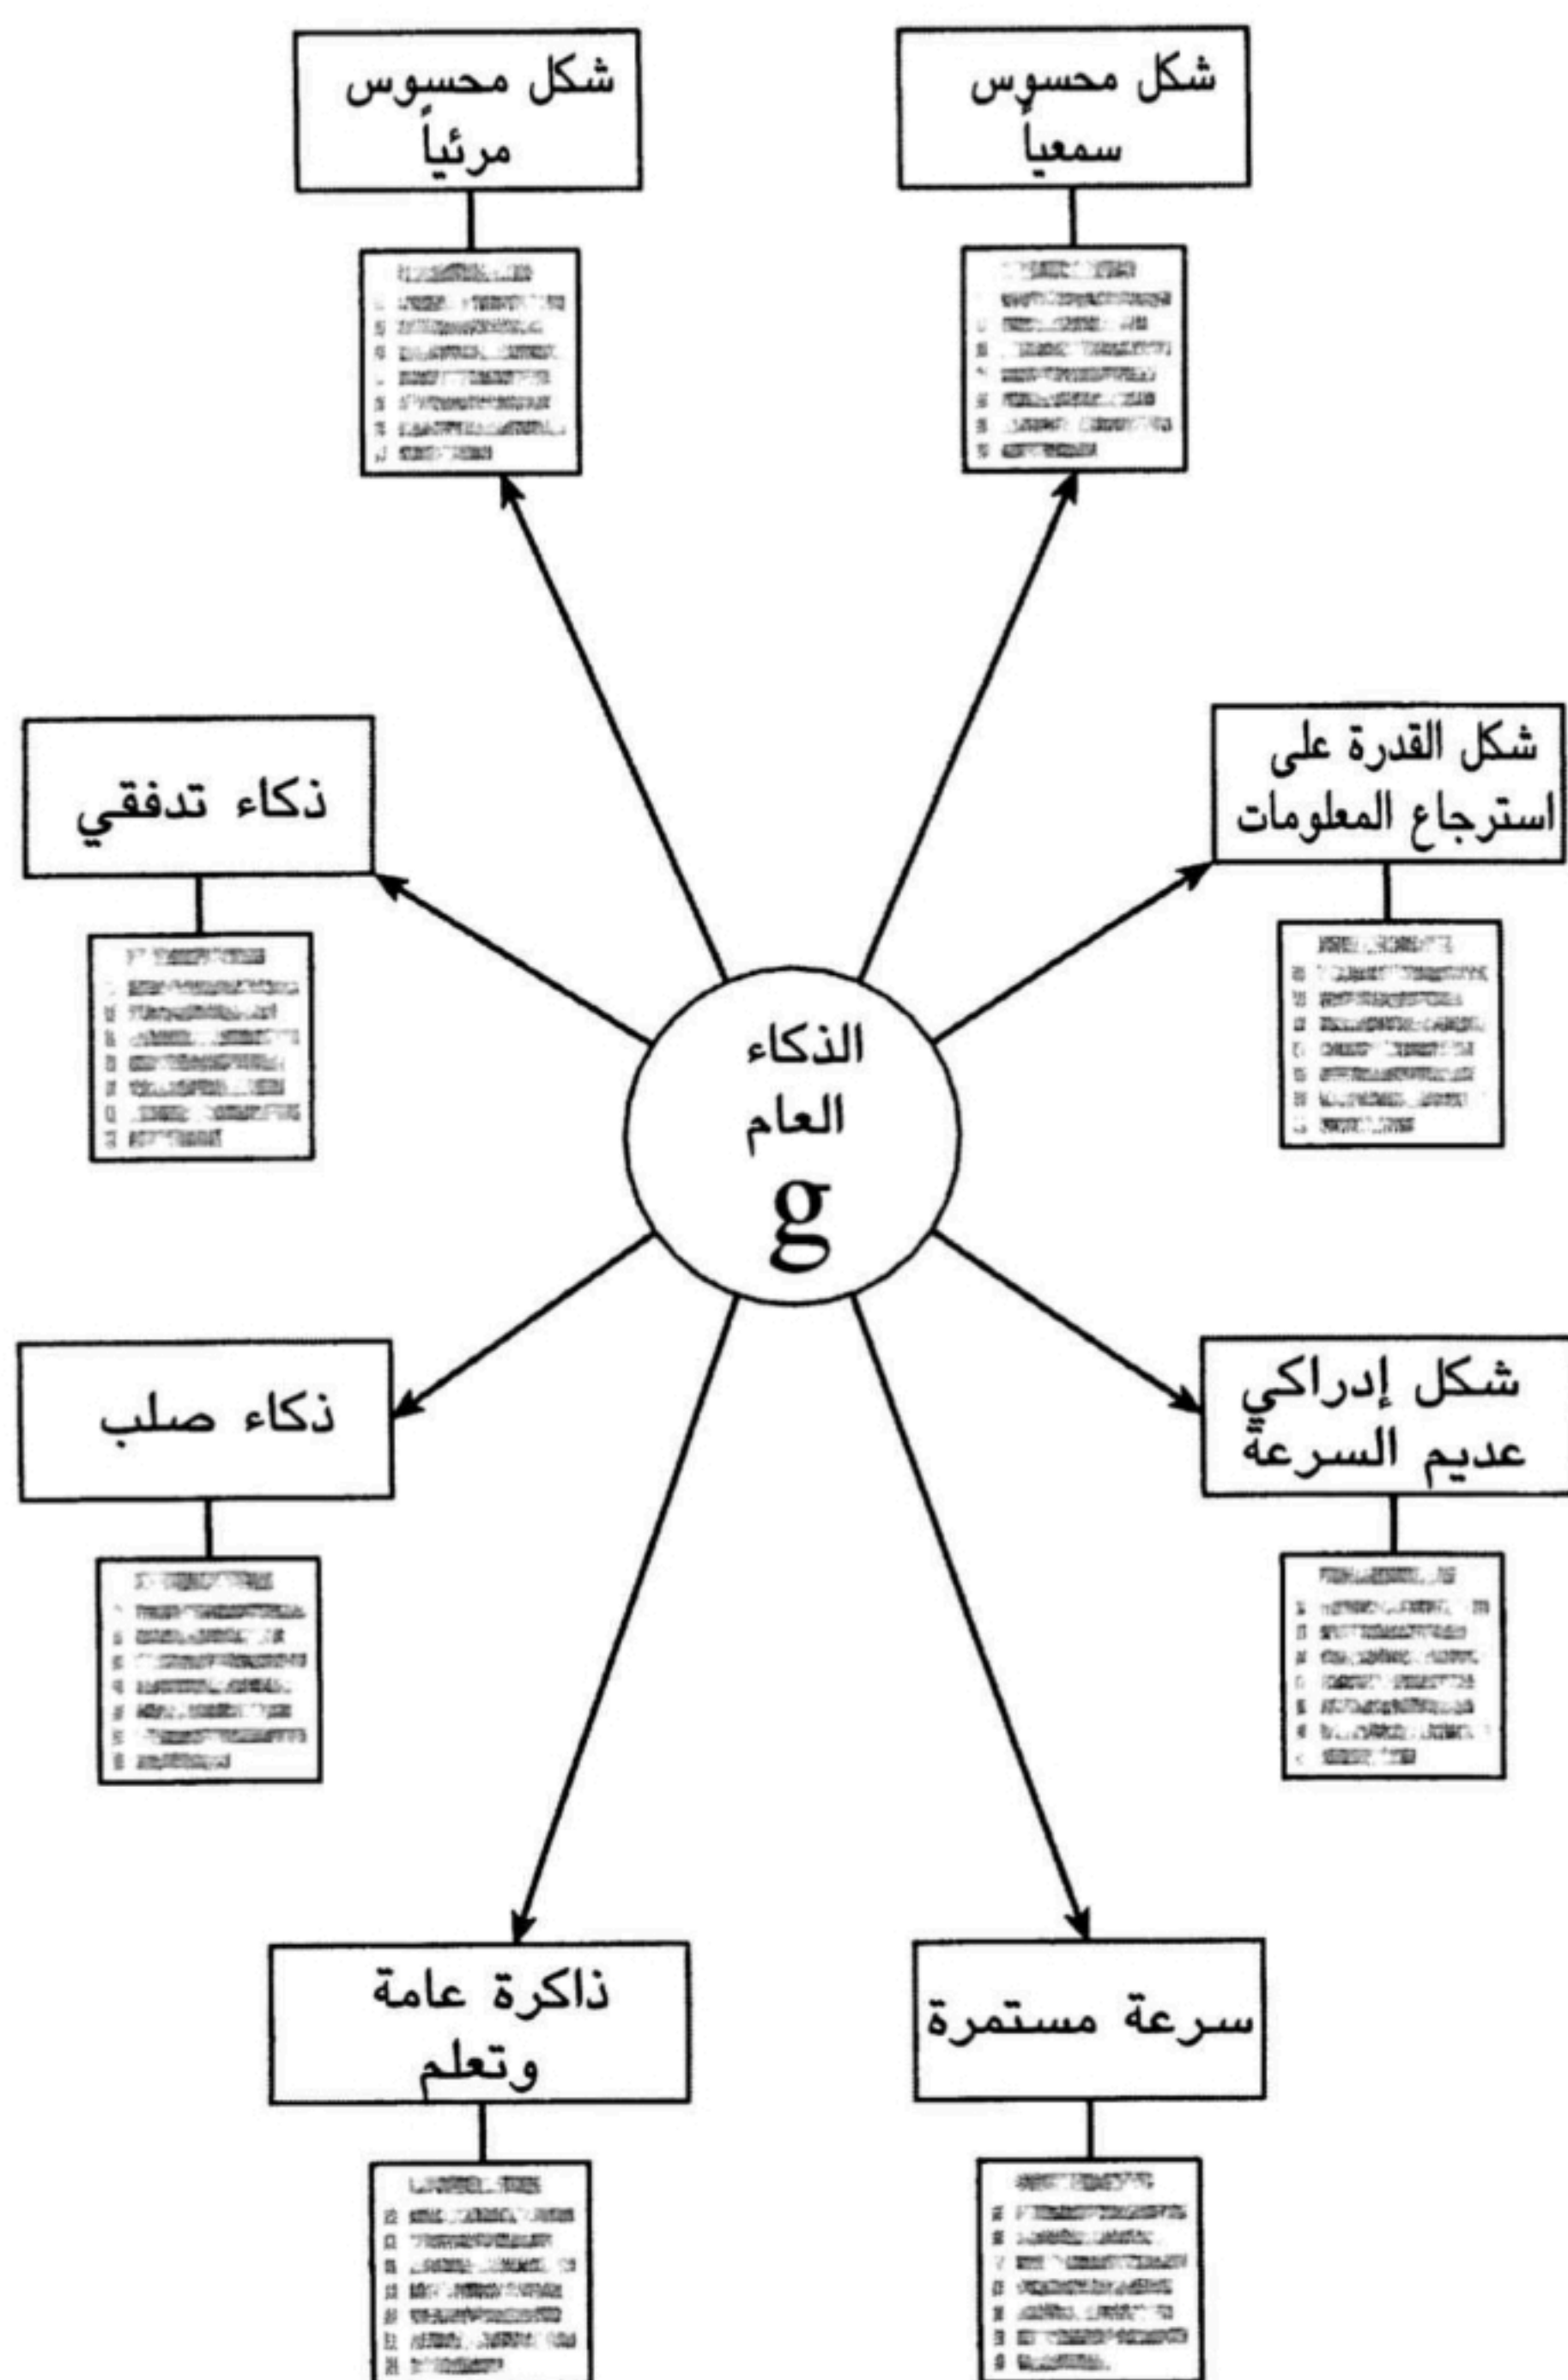 شكل محسوس
سمعياً
شكل محسوس
مرئياً
شكل القدرة على
استرجاع المعلومات
ذكاء تدفقي
الذكاء
العام
g
شكل إدراكي
عديم السرعة
ذكاء صلب
سرعة مستمرة
ذاكرة عامة
وتعلم